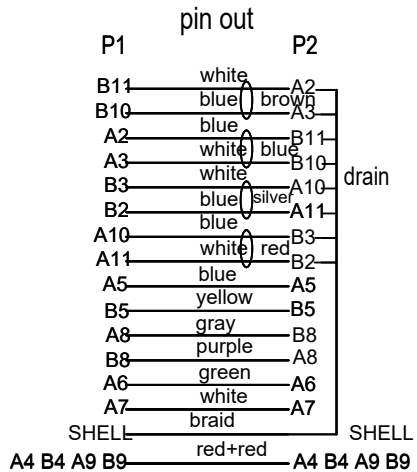 pin out
P1 P2
B11 white A2
B10 blue brown A3
A2 blue B11
A3 white blue B10
B3 white A10 drain
B2 blue silver A11
A10 blue B3
A11 white red B2
A5 blue A5
B5 yellow B5
A8 gray B8
B8 purple A8
A6 green A6
A7 white A7
SHELL braid SHELL
A4 B4 A9 B9 red+red A4 B4 A9 B9